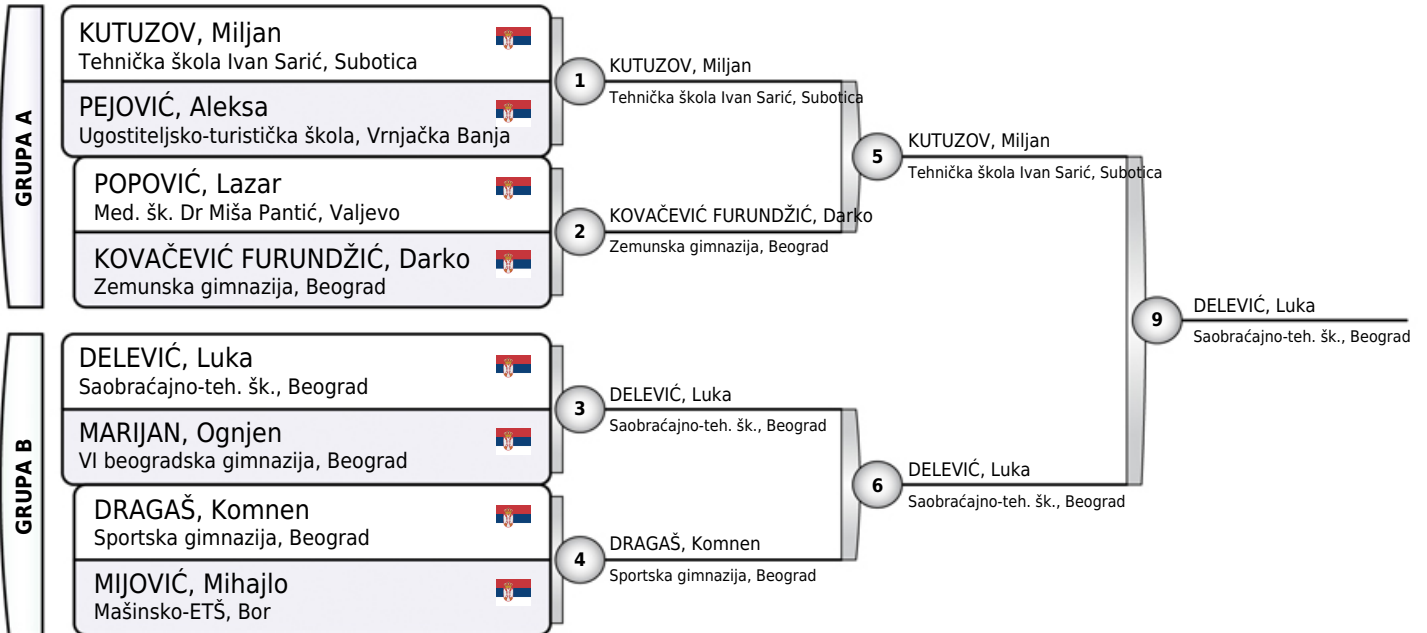 GRUPA A
KUTUZOV, Miljan
Tehnička škola Ivan Sarić, Subotica
PEJOVIĆ, Aleksa
Ugostiteljsko-turistička škola, Vrnjačka Banja
POPOVIĆ, Lazar
Med. šk. Dr Miša Pantić, Valjevo
KOVAČEVIĆ FURUNDŽIĆ, Darko
Zemunska gimnazija, Beograd
1
KUTUZOV, Miljan
Tehnička škola Ivan Sarić, Subotica
2
KOVAČEVIĆ FURUNDŽIĆ, Darko
Zemunska gimnazija, Beograd
5
KUTUZOV, Miljan
Tehnička škola Ivan Sarić, Subotica
GRUPA B
DELEVIĆ, Luka
Saobraćajno-teh. šk., Beograd
MARIJAN, Ognjen
VI beogradska gimnazija, Beograd
DRAGAŠ, Komnen
Sportska gimnazija, Beograd
MIJOVIĆ, Mihajlo
Mašinsko-ETŠ, Bor
3
DELEVIĆ, Luka
Saobraćajno-teh. šk., Beograd
4
DRAGAŠ, Komnen
Sportska gimnazija, Beograd
6
DELEVIĆ, Luka
Saobraćajno-teh. šk., Beograd
9
DELEVIĆ, Luka
Saobraćajno-teh. šk., Beograd